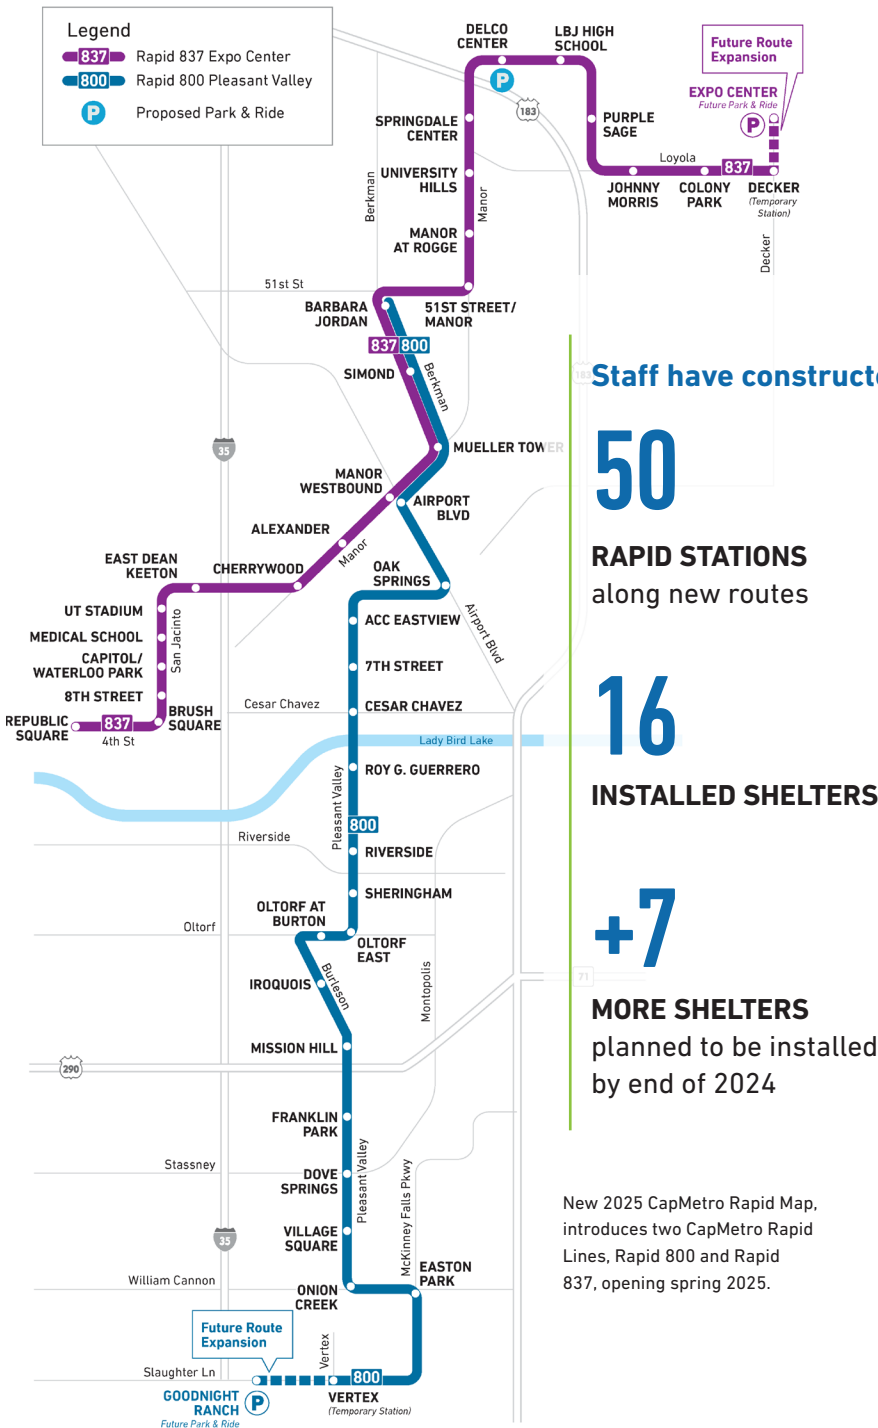 Legend
837 Rapid 837 Expo Center
800 Rapid 800 Pleasant Valley
P Proposed Park & Ride
DELCO
CENTER
LBJ HIGH
SCHOOL
Future Route
Expansion
EXPO CENTER
Future Park & Ride
P
P
183
SPRINGDALE
CENTER
PURPLE
SAGE
UNIVERSITY
HILLS
Berkman
Manor
Loyola
837
JOHNNY
MORRIS
COLONY
PARK
DECKER
(Temporary
Station)
MANOR
AT ROGGE
Decker
51st St
BARBARA
JORDAN
51ST STREET/
MANOR
837 800
SIMOND
Berkman
183
Staff have constructe
50
RAPID STATIONS
along new routes
35
MUELLER TOWER
MANOR
WESTBOUND
AIRPORT
BLVD
ALEXANDER
Manor
EAST DEAN
KEETON
CHERRYWOOD
OAK
SPRINGS
UT STADIUM
MEDICAL SCHOOL
CAPITOL/
WATERLOO PARK
8TH STREET
San Jacinto
ACC EASTVIEW
Airport Blvd
7TH STREET
REPUBLIC
SQUARE
837
4th St
BRUSH
SQUARE
Cesar Chavez
CESAR CHAVEZ
16
INSTALLED SHELTERS
Lady Bird Lake
ROY G. GUERRERO
Pleasant Valley
800
Riverside
RIVERSIDE
SHERINGHAM
+7
MORE SHELTERS
planned to be installed
by end of 2024
Oltorf
OLTORF AT
BURTON
OLTORF
EAST
IROQUOIS
Burleson
Montopolis
71
MISSION HILL
290
FRANKLIN
PARK
Stassney
DOVE
SPRINGS
Pleasant Valley
McKinney Falls Pkwy
VILLAGE
SQUARE
35
William Cannon
ONION
CREEK
EASTON
PARK
New 2025 CapMetro Rapid Map,
introduces two CapMetro Rapid
Lines, Rapid 800 and Rapid
837, opening spring 2025.
Future Route
Expansion
Vertex
Slaughter Ln
800
GOODNIGHT
RANCH
Future Park & Ride
P
VERTEX
(Temporary Station)